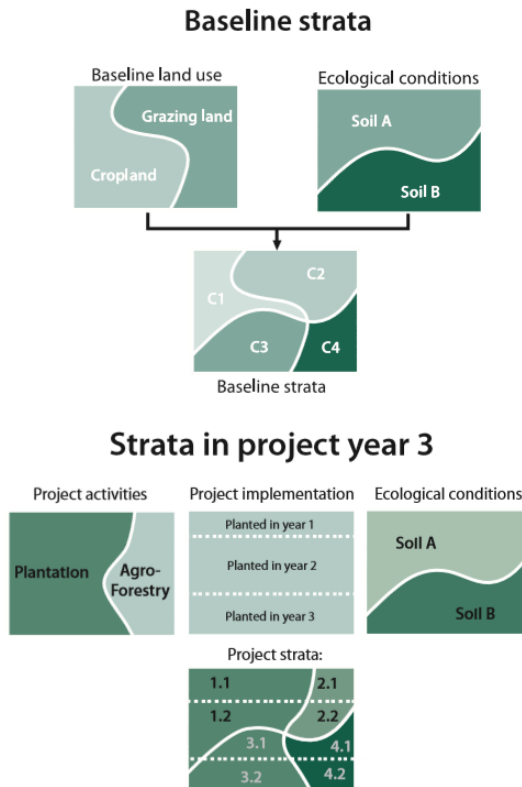 Baseline strata
Baseline land use
Ecological conditions
Grazing land
Cropland
Soil A
Soil B
C1
C2
C3
C4
Baseline strata
Strata in project year 3
Project activities
Project implementation
Ecological conditions
Plantation
Agro-
Forestry
Planted in year 1
Planted in year 2
Planted in year 3
Soil A
Soil B
Project strata:
1.1
2.1
1.2
2.2
3.1
4.1
3.2
4.2